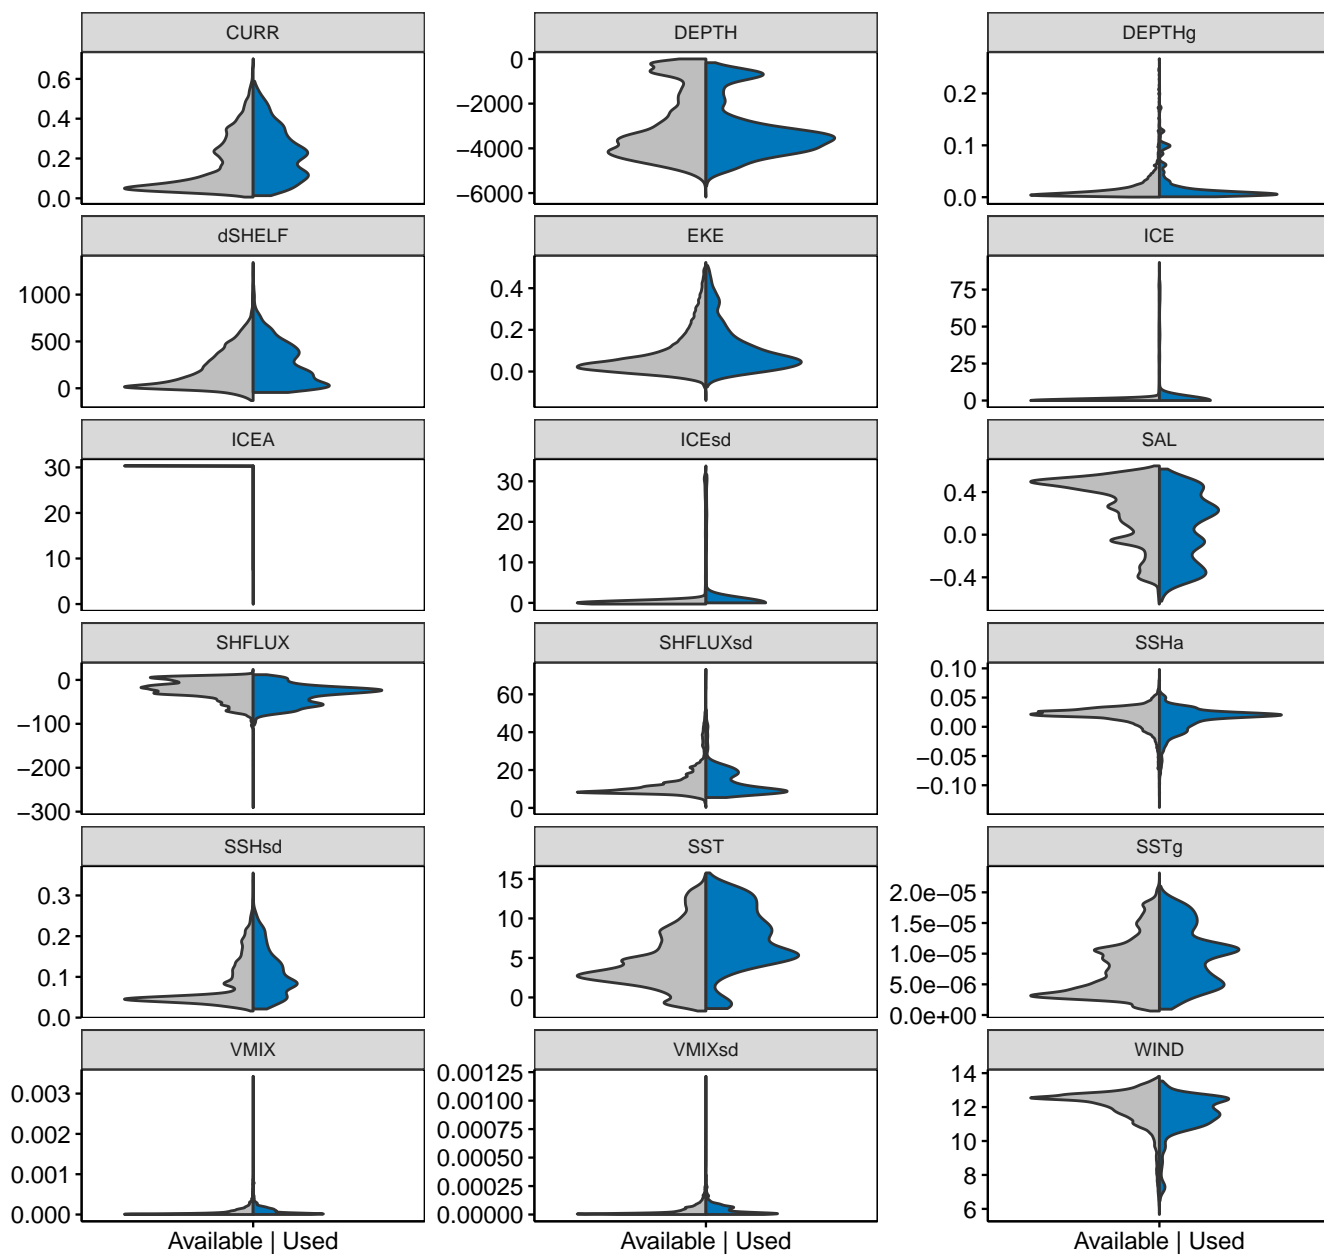 CURR
DEPTH
DEPTHg
0.6
0.4
0.2
0.0
0
−2000
−4000
−6000
0.2
0.1
0.0
dSHELF
EKE
ICE
1000
500
0
0.4
0.2
0.0
75
50
25
0
ICEA
ICEsd
SAL
30
20
10
0
30
20
10
0
0.4
0.0
−0.4
SHFLUX
SHFLUXsd
SSHa
0
−100
−200
−300
60
40
20
0
0.10
0.05
0.00
−0.05
−0.10
SSHsd
SST
SSTg
0.3
0.2
0.1
0.0
15
10
5
0
2.0e−05
1.5e−05
1.0e−05
5.0e−06
0.0e+00
VMIX
VMIXsd
WIND
0.003
0.002
0.001
0.000
0.00125
0.00100
0.00075
0.00050
0.00025
0.00000
14
12
10
8
6
Available | Used
Available | Used
Available | Used